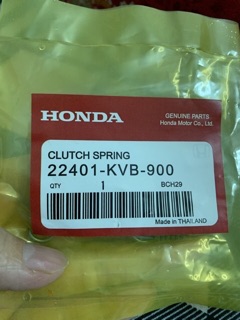 HONDA
GENUINE PARTS
Honda Motor Co., Ltd.
CLUTCH SPRING
22401-KVB-900
QTY 1 BCH29
Made in THAILAND